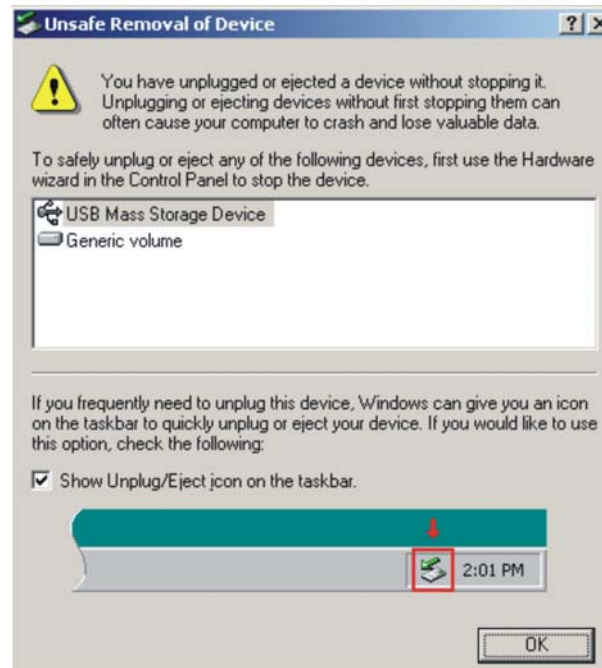 Unsafe Removal of Device
You have unplugged or ejected a device without stopping it.
Unplugging or ejecting devices without first stopping them can
often cause your computer to crash and lose valuable data.
To safely unplug or eject any of the following devices, first use the Hardware
wizard in the Control Panel to stop the device.
USB Mass Storage Device
Generic volume
If you frequently need to unplug this device, Windows can give you an icon
on the taskbar to quickly unplug or eject your device. If you would like to use
this option, check the following:
Show Unplug/Eject icon on the taskbar.
2:01 PM
OK